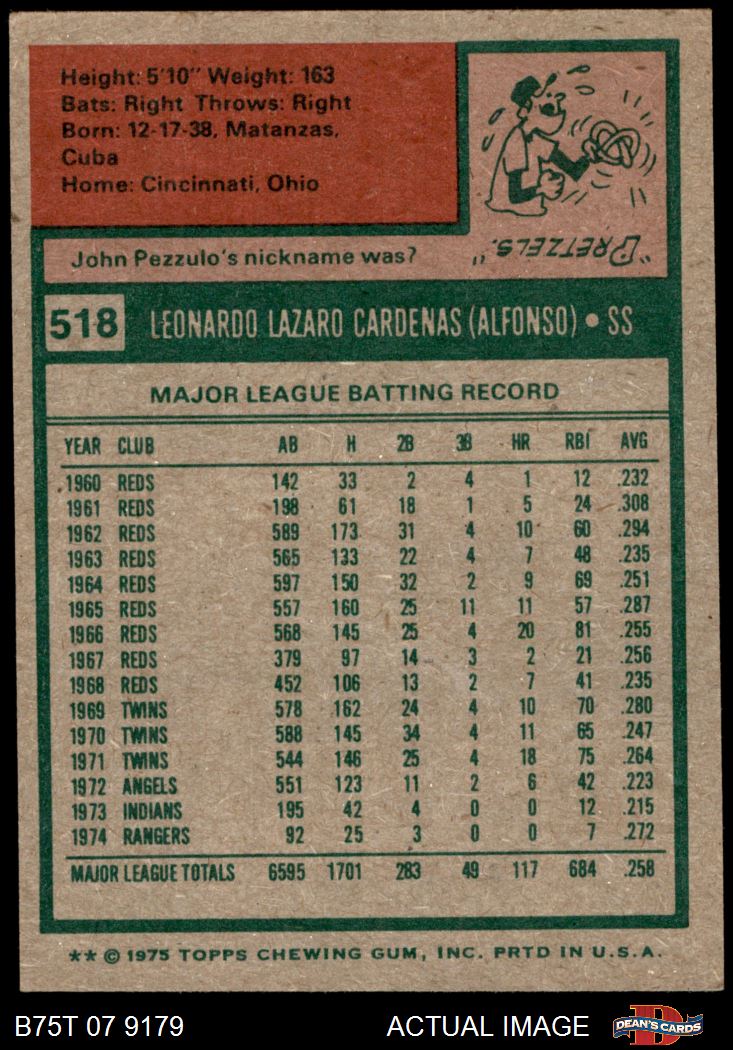 Height: 5'10" Weight: 163
Bats: Right Throws: Right
Born: 12-17-38, Matanzas,
Cuba
Home: Cincinnati, Ohio
John Pezzulo's nickname was?
"PRETZELS."
518 LEONARDO LAZARO CARDENAS (ALFONSO) • SS
MAJOR LEAGUE BATTING RECORD
YEAR CLUB AB H 2B 3B HR RBI AVG
1960 REDS 142 33 2 4 1 12 .232
1961 REDS 198 61 18 1 5 24 .308
1962 REDS 589 173 31 4 10 60 .294
1963 REDS 565 133 22 4 7 48 .235
1964 REDS 597 150 32 2 9 69 .251
1965 REDS 557 160 25 11 11 57 .287
1966 REDS 568 145 25 4 20 81 .255
1967 REDS 379 97 14 3 2 21 .256
1968 REDS 452 106 13 2 7 41 .235
1969 TWINS 578 162 24 4 10 70 .280
1970 TWINS 588 145 34 4 11 65 .247
1971 TWINS 544 146 25 4 18 75 .264
1972 ANGELS 551 123 11 2 6 42 .223
1973 INDIANS 195 42 4 0 0 12 .215
1974 RANGERS 92 25 3 0 0 7 .272
MAJOR LEAGUE TOTALS 6595 1701 283 49 117 684 .258
** © 1975 TOPPS CHEWING GUM, INC. PRTD IN U.S.A.
B75T 07 9179 ACTUAL IMAGE DEAN'S CARDS